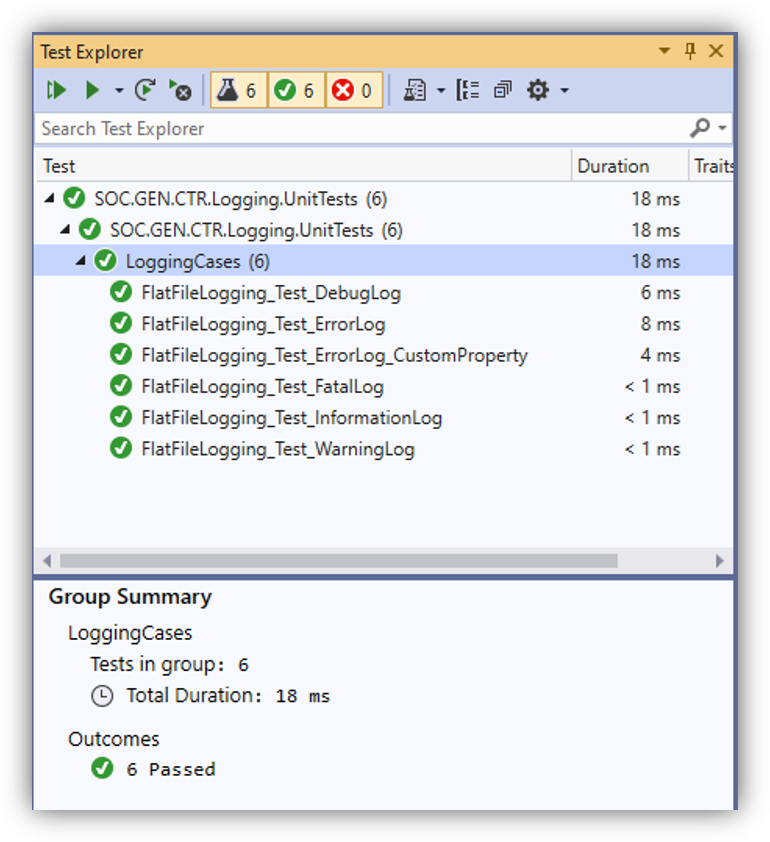 Test Explorer
6 6 0
Search Test Explorer
Test Duration Traits
SOC.GEN.CTR.Logging.UnitTests (6) 18 ms
SOC.GEN.CTR.Logging.UnitTests (6) 18 ms
LoggingCases (6) 18 ms
FlatFileLogging_Test_DebugLog 6 ms
FlatFileLogging_Test_ErrorLog 8 ms
FlatFileLogging_Test_ErrorLog_CustomProperty 4 ms
FlatFileLogging_Test_FatalLog < 1 ms
FlatFileLogging_Test_InformationLog < 1 ms
FlatFileLogging_Test_WarningLog < 1 ms
Group Summary
LoggingCases
Tests in group: 6
Total Duration: 18 ms
Outcomes
6 Passed